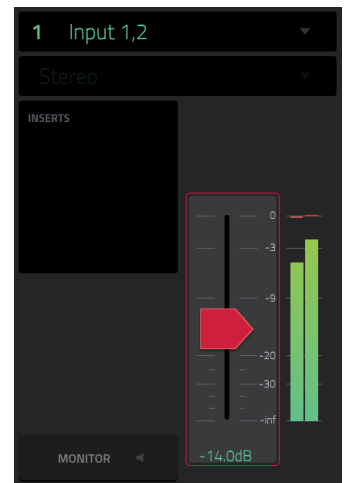 1 Input 1,2
Stereo
INSERTS
0
-3
-9
-20
-30
-inf
MONITOR
-14.0dB